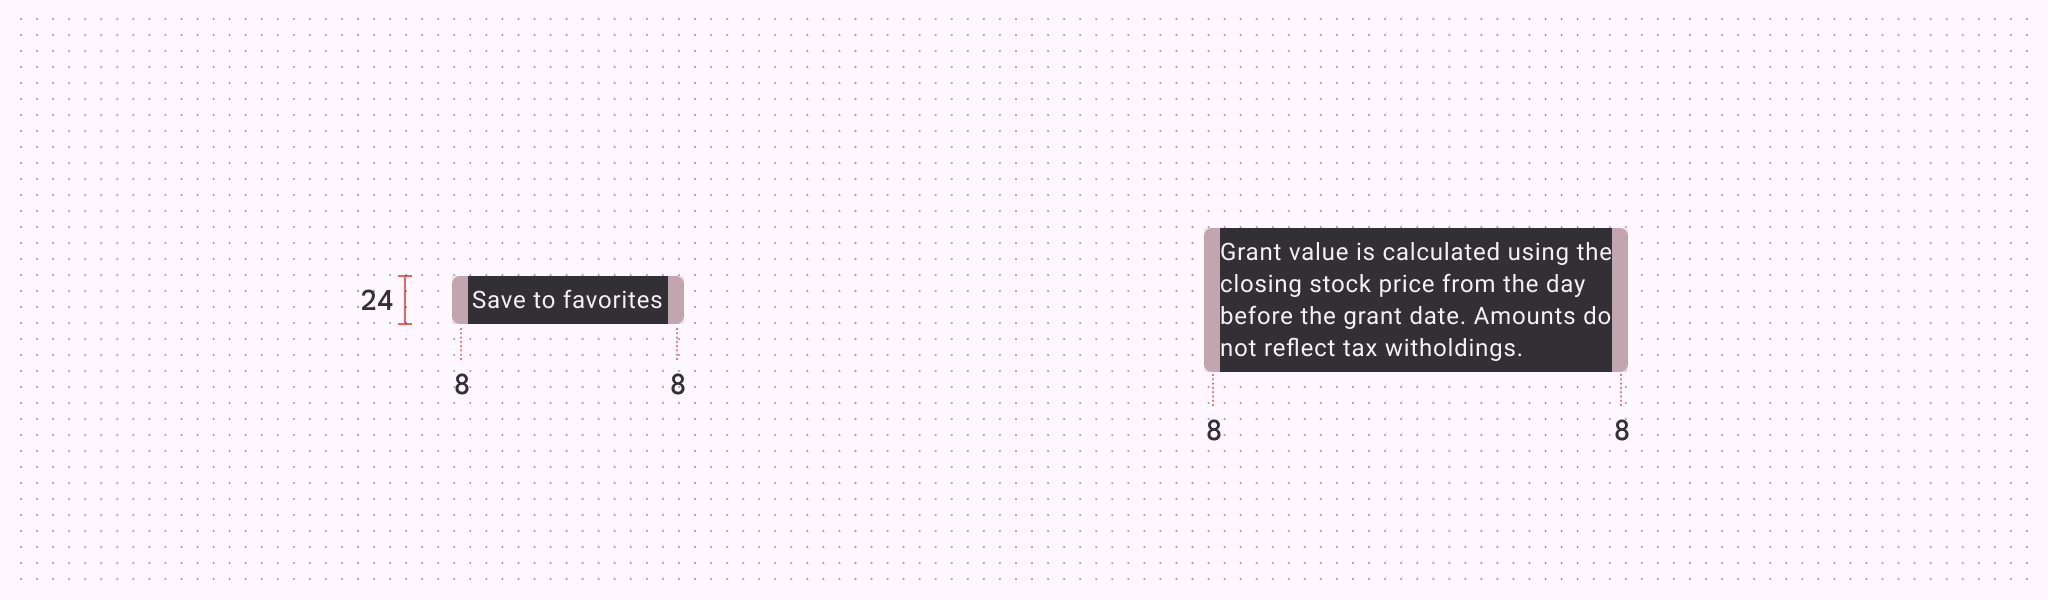 24
Save to favorites
8
8
Grant value is calculated using the
closing stock price from the day
before the grant date. Amounts do
not reflect tax witholdings.
8
8